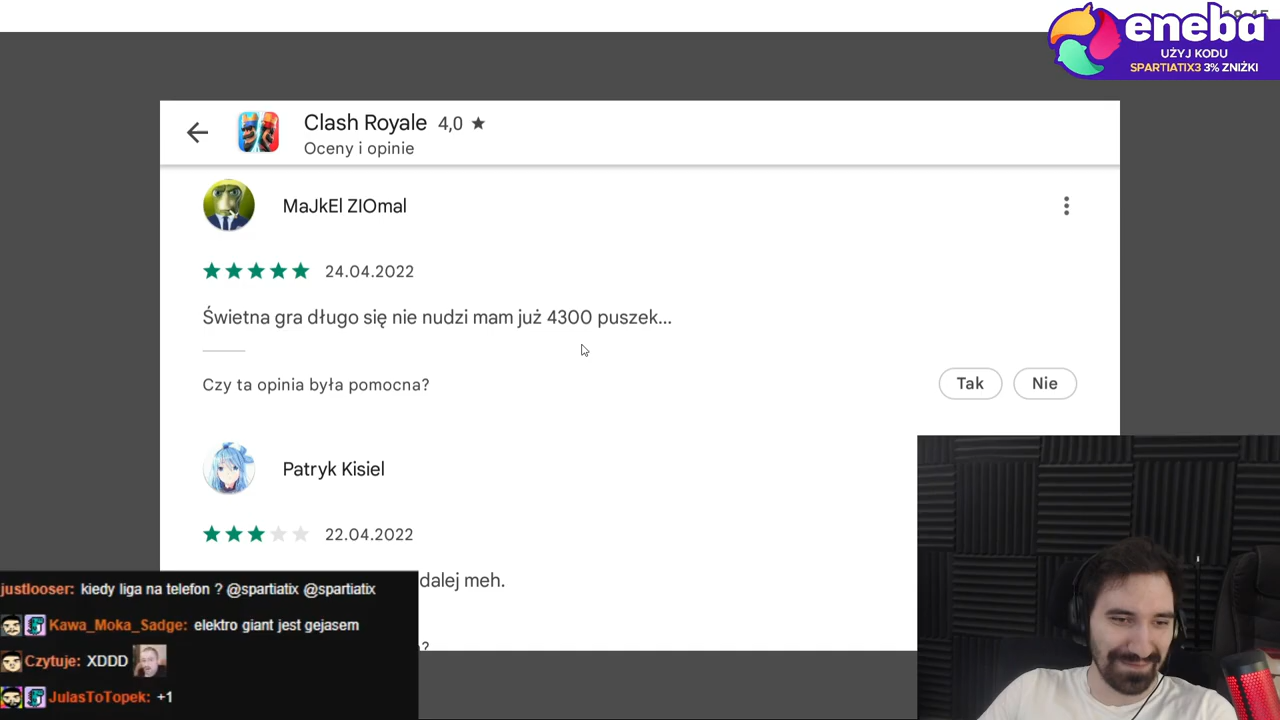 eneba
UŻYJ KODU
SPARTIATIX3 3% ZNIŻKI
Clash Royale 4,0 ★
Oceny i opinie
MaJkEl ZIOmal
24.04.2022
Świetna gra długo się nie nudzi mam już 4300 puszek...
Czy ta opinia była pomocna?
Tak
Nie
Patryk Kisiel
22.04.2022
dalej meh.
justlooser: kiedy liga na telefon ? @spartiatix @spartiatix
Kawa_Moka_Sadge: elektro giant jest gejasem
Czytuje: XDDD
JulasToTopek: +1